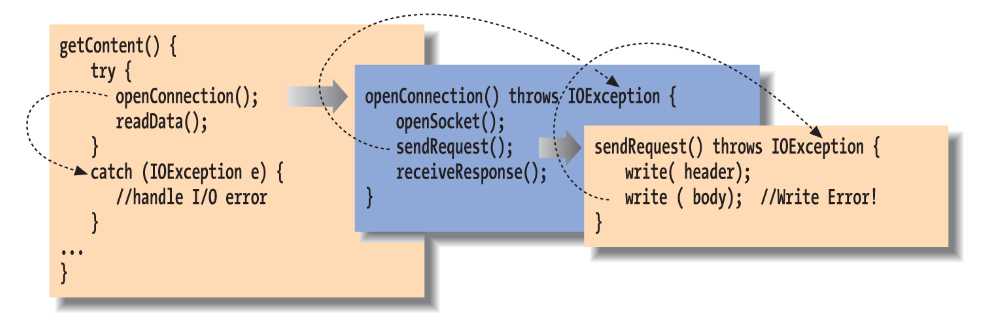 getContent() {
try {
openConnection();
readData();
}
catch (IOException e) {
//handle I/O error
}
...
}
openConnection() throws IOException {
openSocket();
sendRequest();
receiveResponse();
}
sendRequest() throws IOException {
write( header);
write ( body);  //Write Error!
}